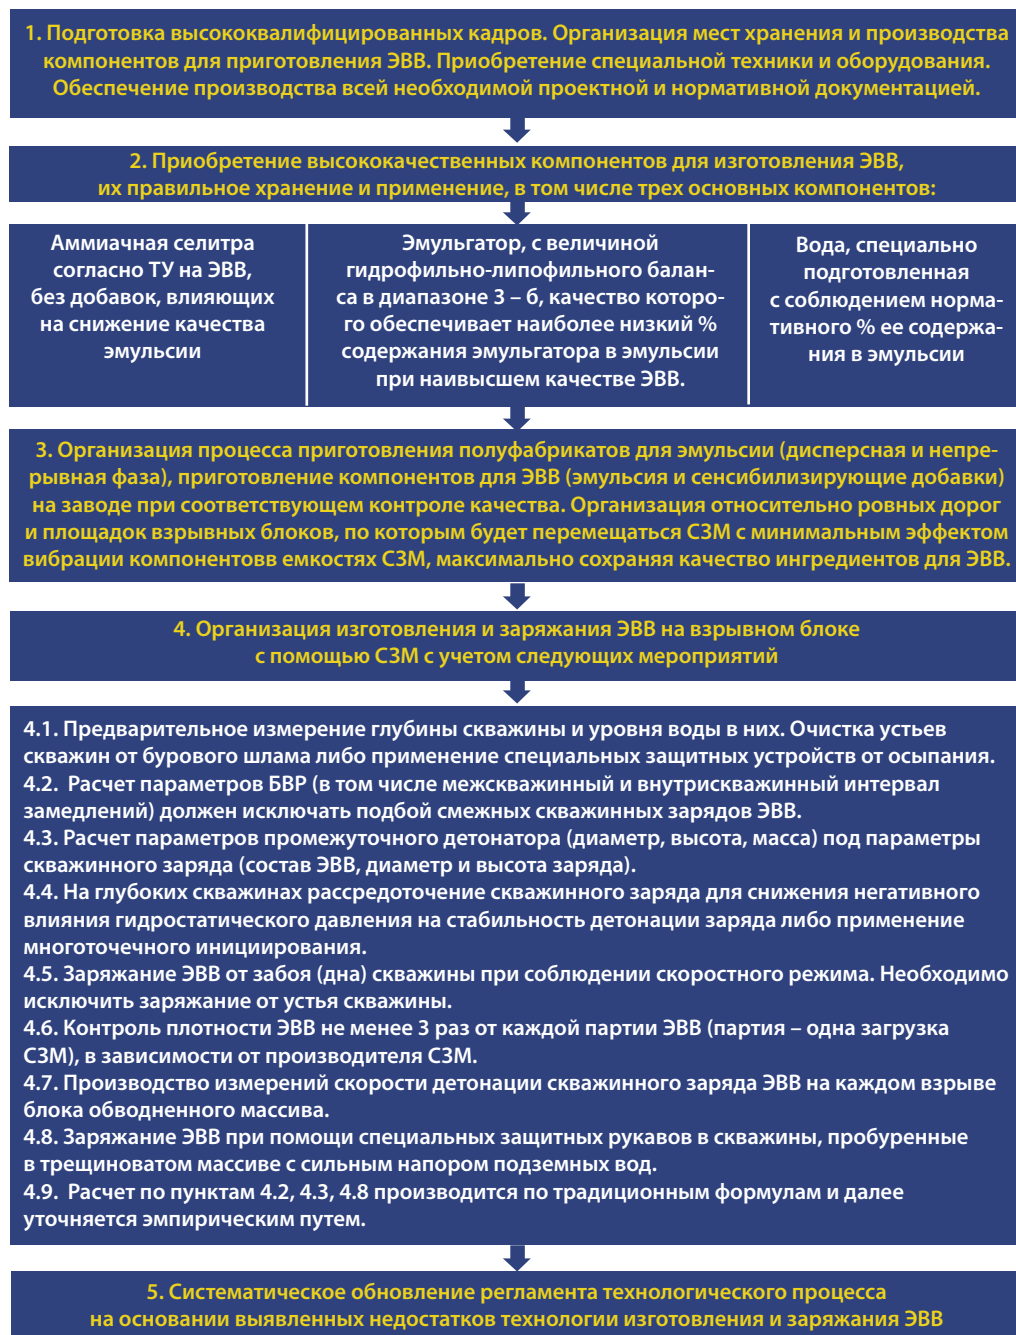 1. Подготовка высококвалифицированных кадров. Организация мест хранения и производства
компонентов для приготовления ЭВВ. Приобретение специальной техники и оборудования.
Обеспечение производства всей необходимой проектной и нормативной документацией.
2. Приобретение высококачественных компонентов для изготовления ЭВВ,
их правильное хранение и применение, в том числе трех основных компонентов:
Аммиачная селитра
согласно ТУ на ЭВВ,
без добавок, влияющих
на снижение качества
эмульсии
Эмульгатор, с величиной
гидрофильно-липофильного балан-
са в диапазоне 3 – б, качество которо-
го обеспечивает наиболее низкий %
содержания эмульгатора в эмульсии
при наивысшем качестве ЭВВ.
Вода, специально
подготовленная
с соблюдением норма-
тивного % ее содержа-
ния в эмульсии
3. Организация процесса приготовления полуфабрикатов для эмульсии (дисперсная и непре-
рывная фаза), приготовление компонентов для ЭВВ (эмульсия и сенсибилизирующие добавки)
на заводе при соответствующем контроле качества. Организация относительно ровных дорог
и площадок взрывных блоков, по которым будет перемещаться СЗМ с минимальным эффектом
вибрации компонентовв емкостях СЗМ, максимально сохраняя качество ингредиентов для ЭВВ.
4. Организация изготовления и заряжания ЭВВ на взрывном блоке
с помощью СЗМ с учетом следующих мероприятий
4.1. Предварительное измерение глубины скважины и уровня воды в них. Очистка устьев
скважин от бурового шлама либо применение специальных защитных устройств от осыпания.
4.2. Расчет параметров БВР (в том числе межскважинный и внутрискважинный интервал
замедлений) должен исключать подбой смежных скважинных зарядов ЭВВ.
4.3. Расчет параметров промежуточного детонатора (диаметр, высота, масса) под параметры
скважинного заряда (состав ЭВВ, диаметр и высота заряда).
4.4. На глубоких скважинах рассредоточение скважинного заряда для снижения негативного
влияния гидростатического давления на стабильность детонации заряда либо применение
многоточечного инициирования.
4.5. Заряжание ЭВВ от забоя (дна) скважины при соблюдении скоростного режима. Необходимо
исключить заряжание от устья скважины.
4.6. Контроль плотности ЭВВ не менее 3 раз от каждой партии ЭВВ (партия – одна загрузка
СЗМ), в зависимости от производителя СЗМ.
4.7. Производство измерений скорости детонации скважинного заряда ЭВВ на каждом взрыве
блока обводненного массива.
4.8. Заряжание ЭВВ при помощи специальных защитных рукавов в скважины, пробуренные
в трещиноватом массиве с сильным напором подземных вод.
4.9. Расчет по пунктам 4.2, 4.3, 4.8 производится по традиционным формулам и далее
уточняется эмпирическим путем.
5. Систематическое обновление регламента технологического процесса
на основании выявленных недостатков технологии изготовления и заряжания ЭВВ